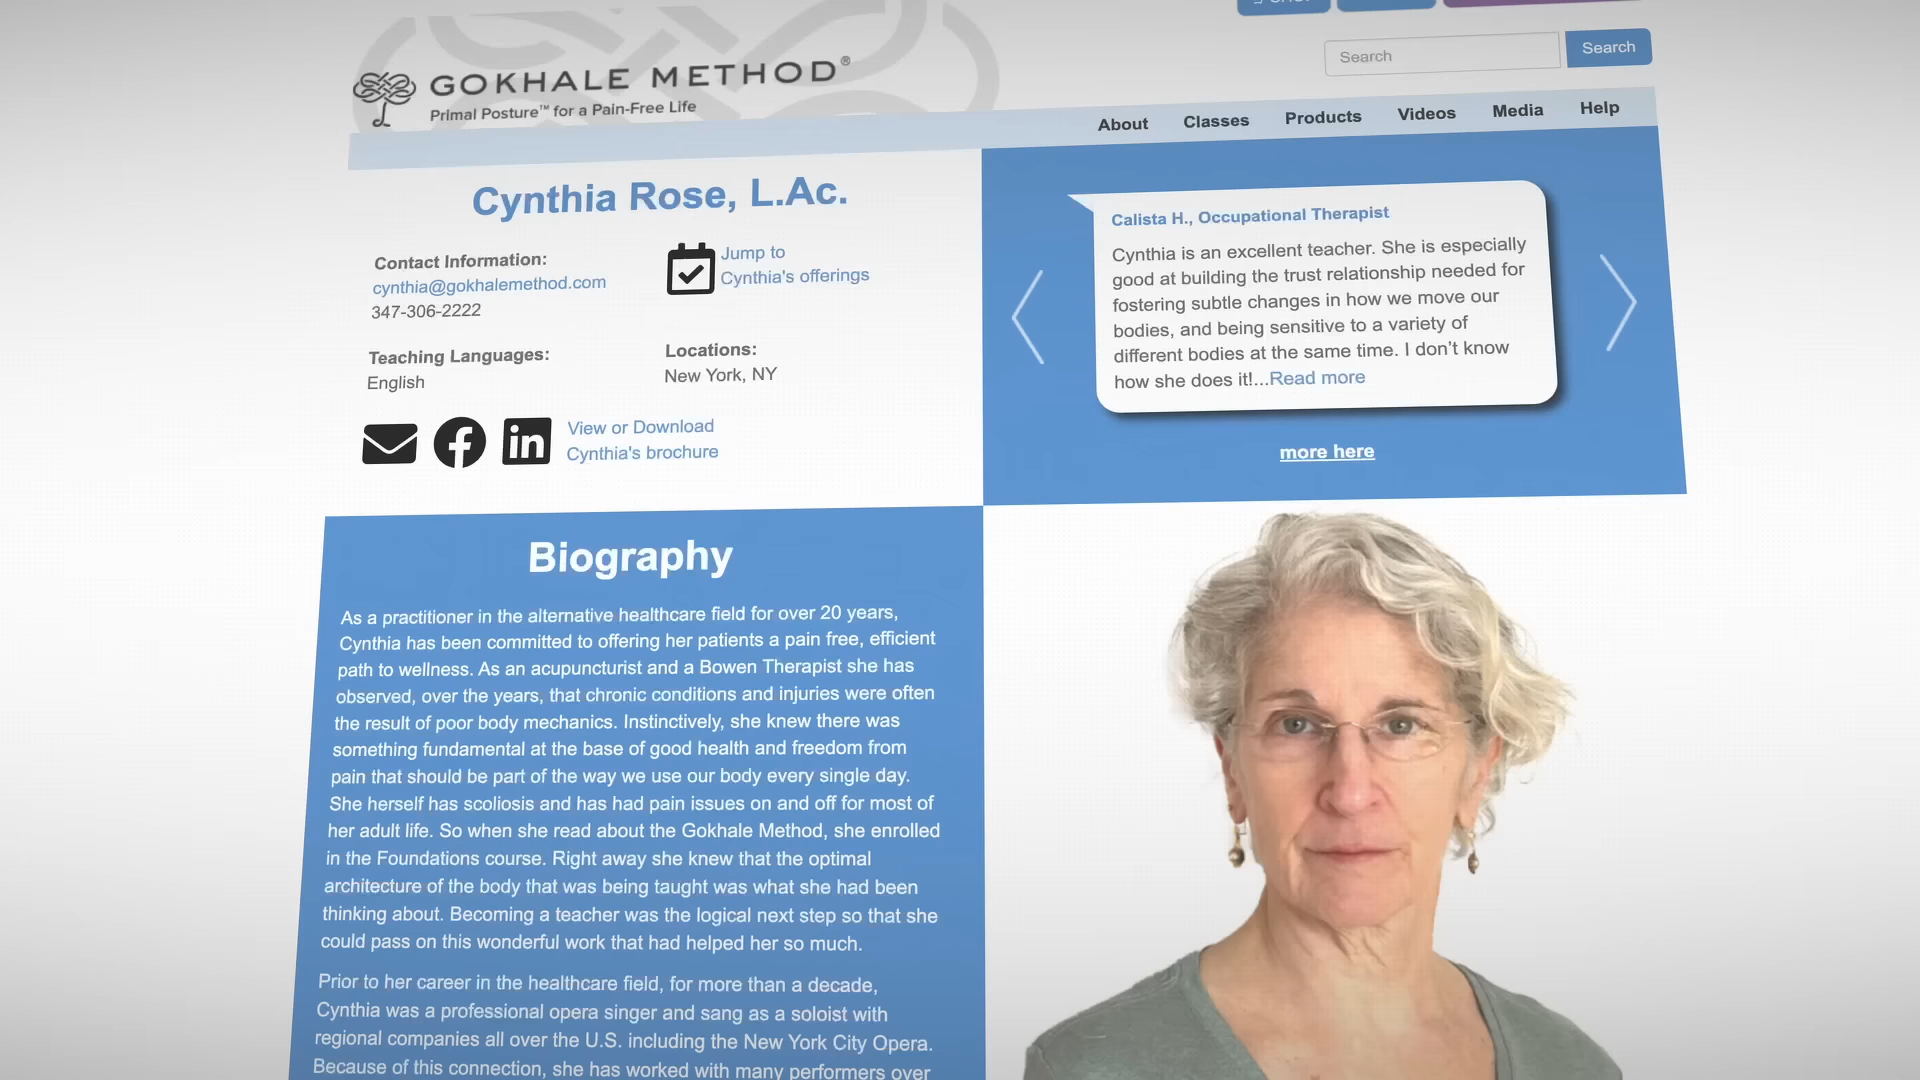 GOKHALE METHOD®
Primal Posture™ for a Pain-Free Life
Search
Search
About
Classes
Products
Videos
Media
Help
Cynthia Rose, L.Ac.
Contact Information:
cynthia@gokhalemethod.com
347-306-2222
Jump to
Cynthia's offerings
Teaching Languages:
English
Locations:
New York, NY
View or Download
Cynthia's brochure
Calista H., Occupational Therapist
Cynthia is an excellent teacher. She is especially
good at building the trust relationship needed for
fostering subtle changes in how we move our
bodies, and being sensitive to a variety of
different bodies at the same time. I don’t know
how she does it!...Read more
more here
Biography
As a practitioner in the alternative healthcare field for over 20 years,
Cynthia has been committed to offering her patients a pain free, efficient
path to wellness. As an acupuncturist and a Bowen Therapist she has
observed, over the years, that chronic conditions and injuries were often
the result of poor body mechanics. Instinctively, she knew there was
something fundamental at the base of good health and freedom from
pain that should be part of the way we use our body every single day.
She herself has scoliosis and has had pain issues on and off for most of
her adult life. So when she read about the Gokhale Method, she enrolled
in the Foundations course. Right away she knew that the optimal
architecture of the body that was being taught was what she had been
thinking about. Becoming a teacher was the logical next step so that she
could pass on this wonderful work that had helped her so much.
Prior to her career in the healthcare field, for more than a decade,
Cynthia was a professional opera singer and sang as a soloist with
regional companies all over the U.S. including the New York City Opera.
Because of this connection, she has worked with many performers over